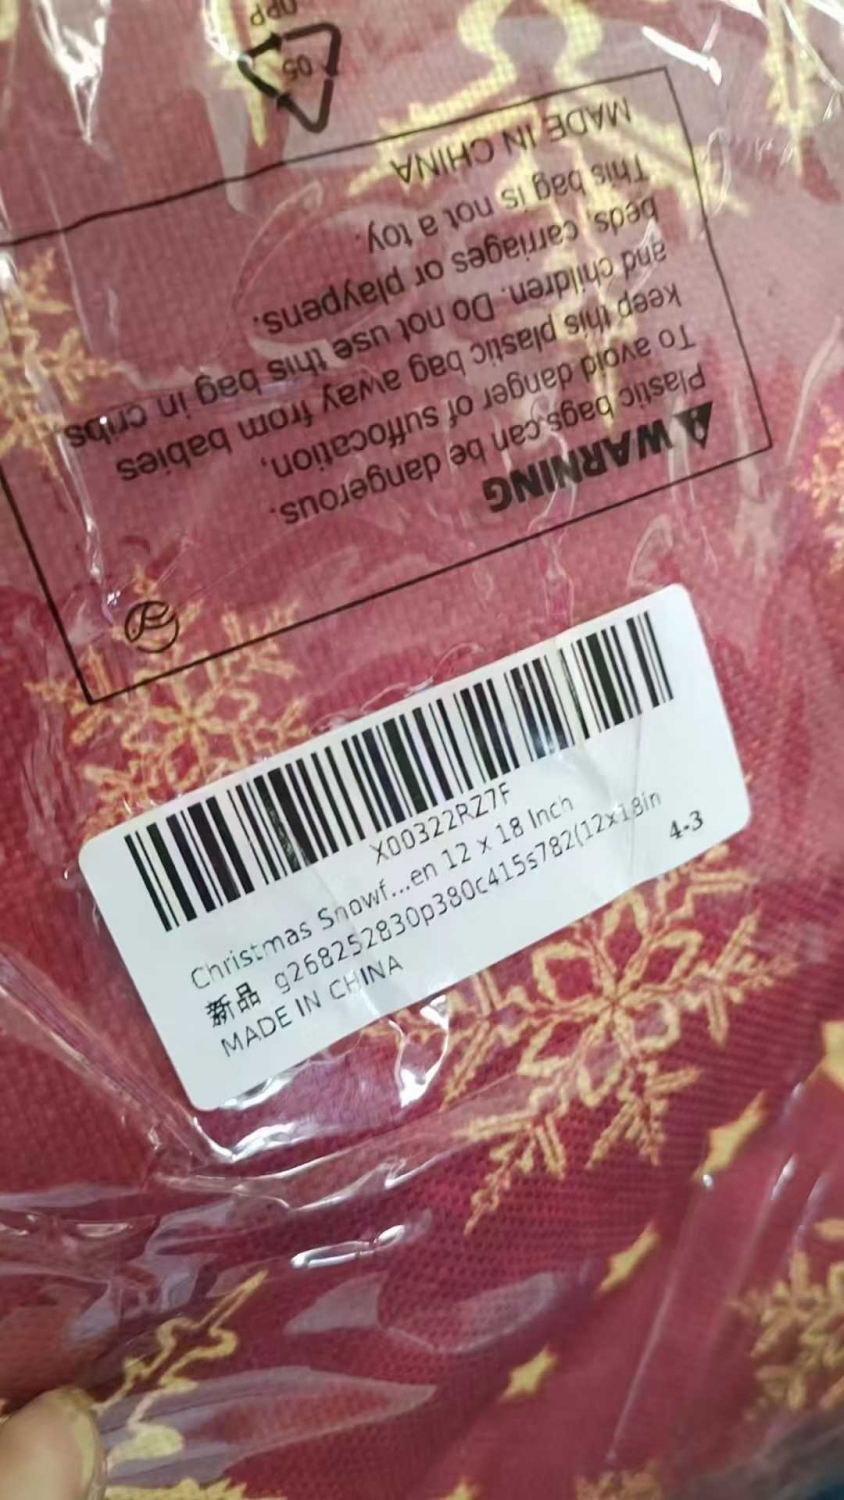 X00322RZ7F
Christmas Snowf...en 12 x 18 Inch
新品 g268252830p380c415s782(12x18in
MADE IN CHINA
4-3
WARNING
Plastic bags can be dangerous.
To avoid danger of suffocation,
keep this plastic bag away from babies
and children. Do not use this bag in cribs
beds, carriages or playpens.
This bag is not a toy.
MADE IN CHINA
05
OPP